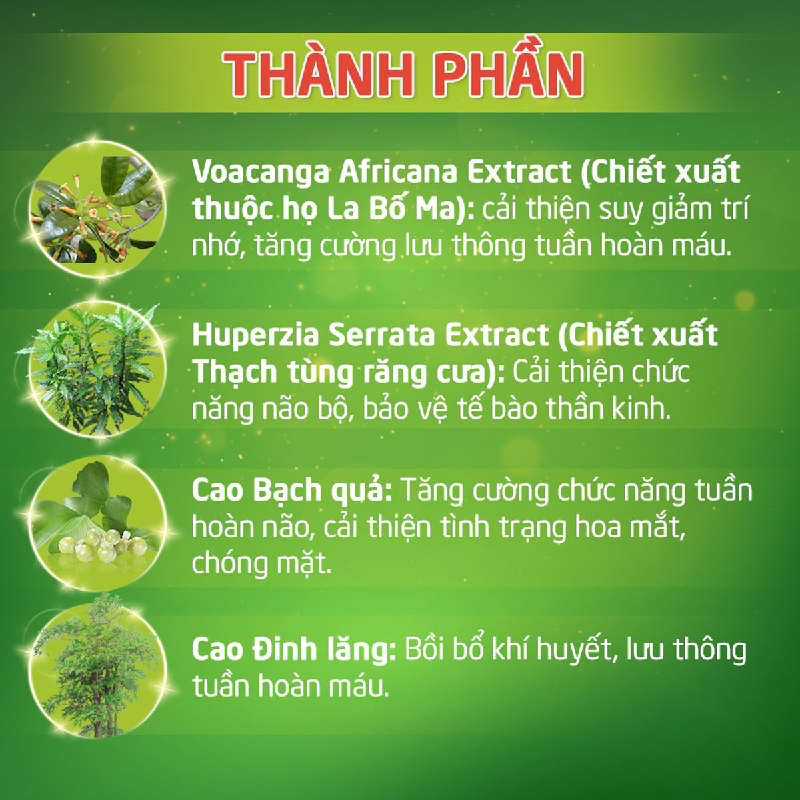 THÀNH PHẦN
Voacanga Africana Extract (Chiết xuất
thuộc họ La Bố Ma): cải thiện suy giảm trí
nhớ, tăng cường lưu thông tuần hoàn máu.
Huperzia Serrata Extract (Chiết xuất
Thạch tùng răng cưa): Cải thiện chức
năng não bộ, bảo vệ tế bào thần kinh.
Cao Bạch quả: Tăng cường chức năng tuần
hoàn não, cải thiện tình trạng hoa mắt,
chóng mặt.
Cao Đinh lăng: Bồi bổ khí huyết, lưu thông
tuần hoàn máu.